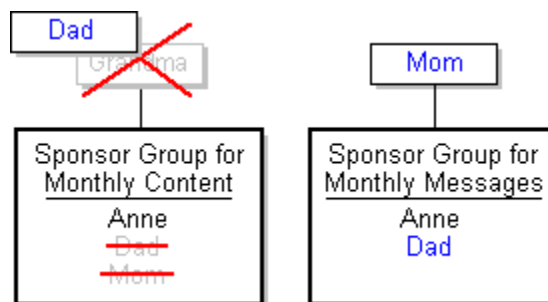 Dad
Grandma
Mom
Sponsor Group for
Monthly Content
Anne
Dad
Mom
Sponsor Group for
Monthly Messages
Anne
Dad